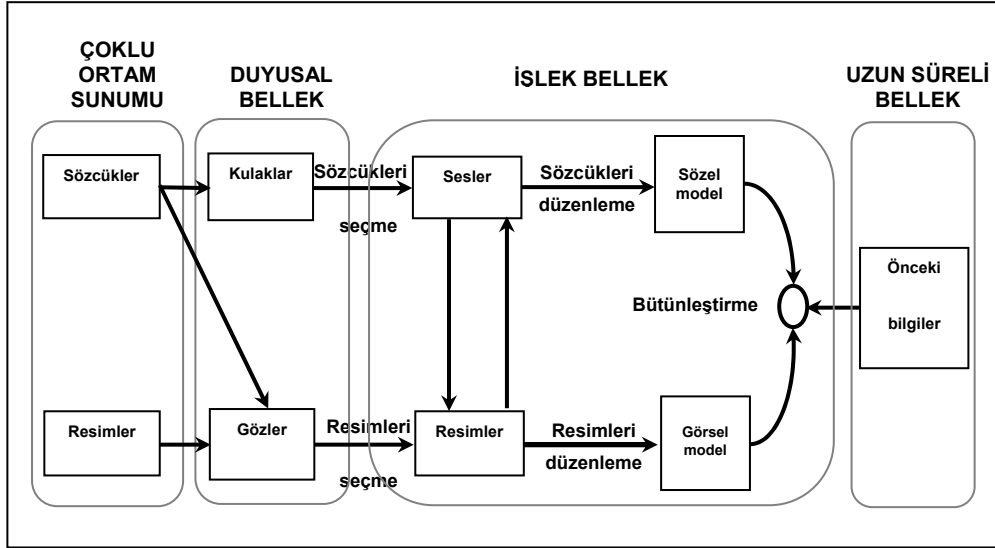 ÇOKLU
ORTAM
SUNUMU
DUYUSAL
BELLEK
İSLEK BELLEK
UZUN SÜRELİ
BELLEK
Sözcükler
Kulaklar
Sözcükleri
seçme
Sesler
Sözcükleri
düzenleme
Sözel
model
Önceki
bilgiler
Bütünleştirme
Resimler
Gözler
Resimleri
seçme
Resimler
Resimleri
düzenleme
Görsel
model